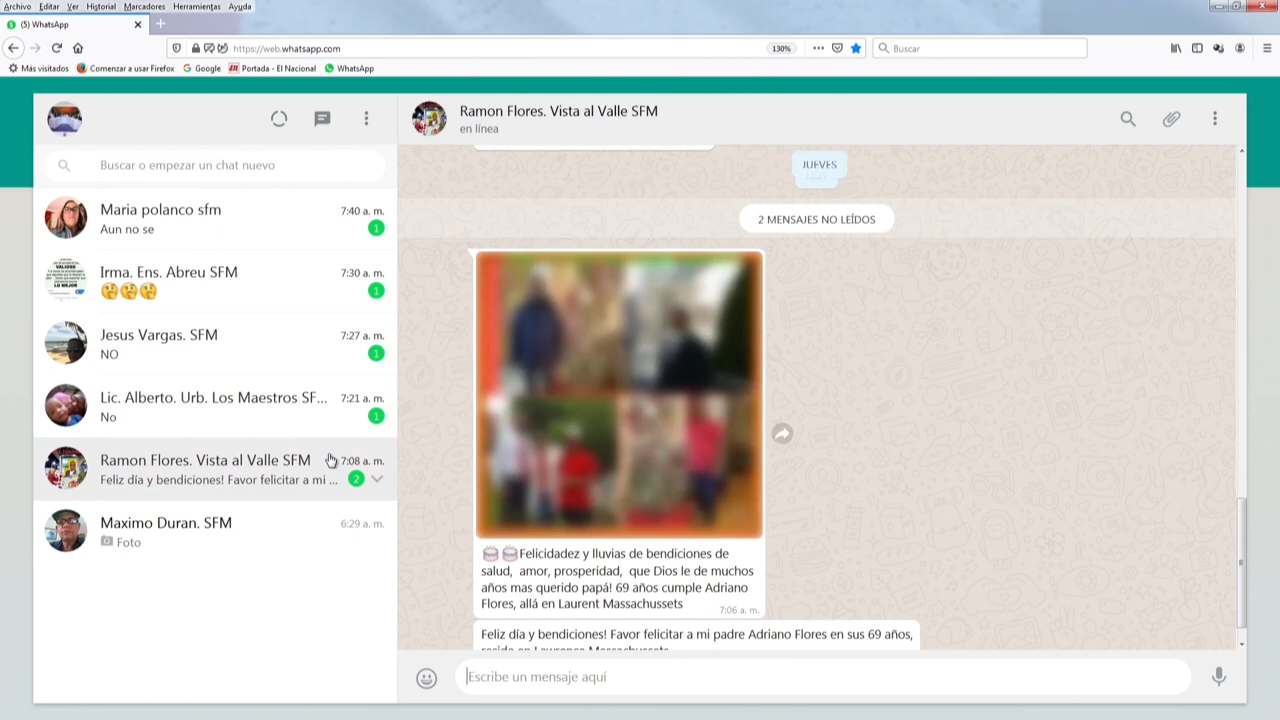 Archivo Editar Ver Historial Marcadores Herramientas Ayuda
(5) WhatsApp
https://web.whatsapp.com
130%
Buscar
Más visitados
Comenzar a usar Firefox
Google
Portada - El Nacional
WhatsApp
Buscar o empezar un chat nuevo
Maria polanco sfm
7:40 a. m.
Aun no se
1
Irma. Ens. Abreu SFM
7:30 a. m.
🤔🤔🤔
1
Jesus Vargas. SFM
7:27 a. m.
NO
1
Lic. Alberto. Urb. Los Maestros SF...
7:21 a. m.
No
1
Ramon Flores. Vista al Valle SFM
7:08 a. m.
Feliz día y bendiciones! Favor felicitar a mi ...
2
Maximo Duran. SFM
6:29 a. m.
Foto
Ramon Flores. Vista al Valle SFM
en línea
JUEVES
2 MENSAJES NO LEÍDOS
🎂🎂Felicidadez y lluvias de bendiciones de
salud, amor, prosperidad, que Dios le de muchos
años mas querido papá! 69 años cumple Adriano
Flores, allá en Laurent Massachussets
7:06 a. m.
Feliz día y bendiciones! Favor felicitar a mi padre Adriano Flores en sus 69 años,
Escribe un mensaje aquí